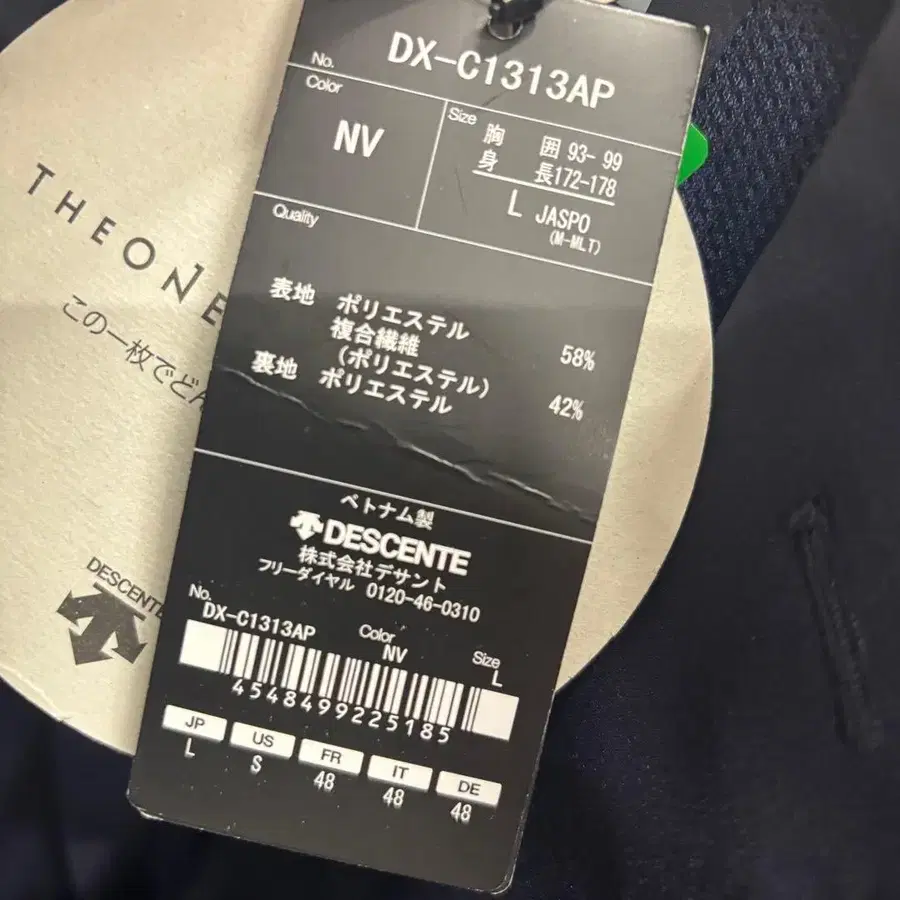 No.
DX-C1313AP
Color
NV
Size
胸 囲 93- 99
身 長172-178
L JASPO
(M-MLT)
Quality
表地 ポリエステル 58%
複合繊維
(ポリエステル) 42%
裏地 ポリエステル
ベトナム製
DESCENTE
株式会社デサント
フリーダイヤル 0120-46-0310
No.
DX-C1313AP
Color
NV
Size
L
4548499225185
JP US FR IT DE
L S 48 48 48
THEONE
この一枚でど
DESCENTE